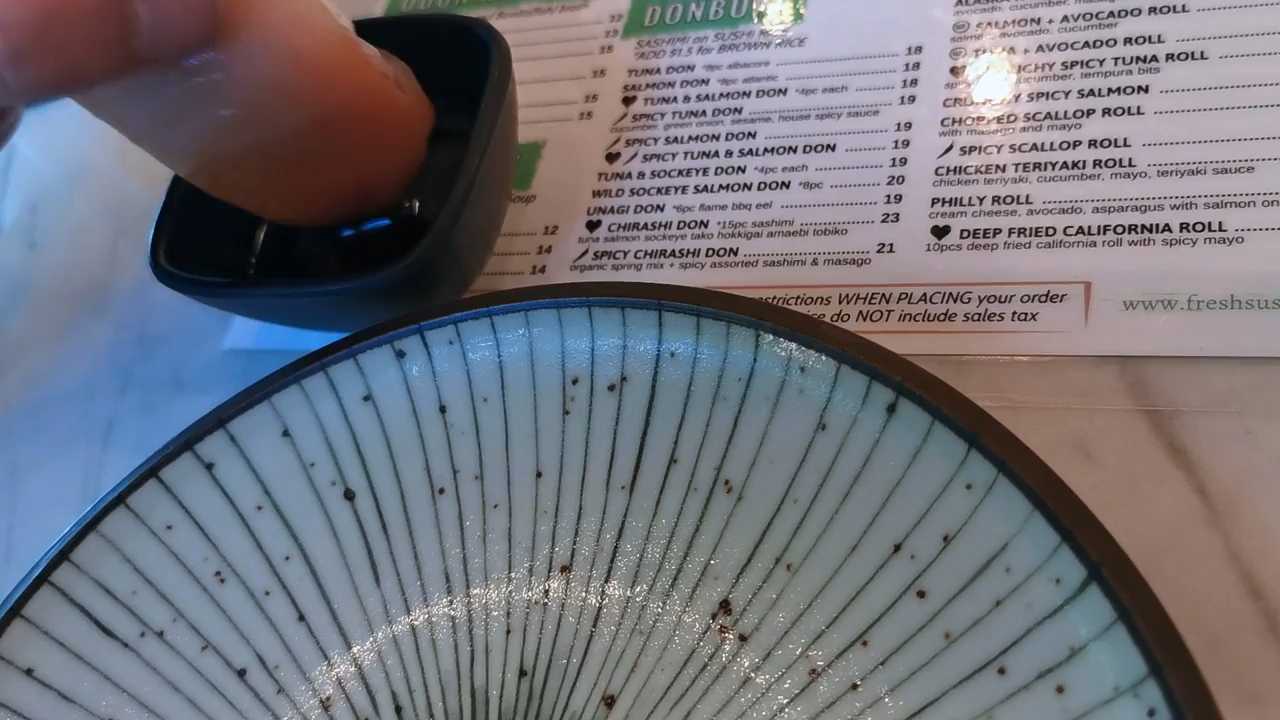 DONBU
SASHIMI on SUSHI
*ADD $1.5 for BROWN RICE
TUNA DON *8pc albacore 18
SALMON DON *8pc atlantic 18
TUNA & SALMON DON *4pc each 18
SPICY TUNA DON 19
cucumber, green onion, sesame, house spicy sauce
SPICY SALMON DON 19
SPICY TUNA & SALMON DON 19
TUNA & SOCKEYE DON *4pc each 19
WILD SOCKEYE SALMON DON *8pc 20
UNAGI DON *6pc flame bbq eel 19
CHIRASHI DON *15pc sashimi 23
tuna salmon sockeye tako hokkigai amaebi tobiko
SPICY CHIRASHI DON 21
organic spring mix + spicy assorted sashimi & masago
12
13
15
15
15
15
soup
12
14
14
avocado, cucumber,
SALMON + AVOCADO ROLL
salmon, avocado, cucumber
+ AVOCADO ROLL
CHY SPICY TUNA ROLL
cucumber, tempura bits
SPICY SALMON
CHOPPED SCALLOP ROLL
with masago and mayo
SPICY SCALLOP ROLL
CHICKEN TERIYAKI ROLL
chicken teriyaki, cucumber, mayo, teriyaki sauce
PHILLY ROLL
cream cheese, avocado, asparagus with salmon on
DEEP FRIED CALIFORNIA ROLL
10pcs deep fried california roll with spicy mayo
strictions WHEN PLACING your order
ice do NOT include sales tax
www.freshsus